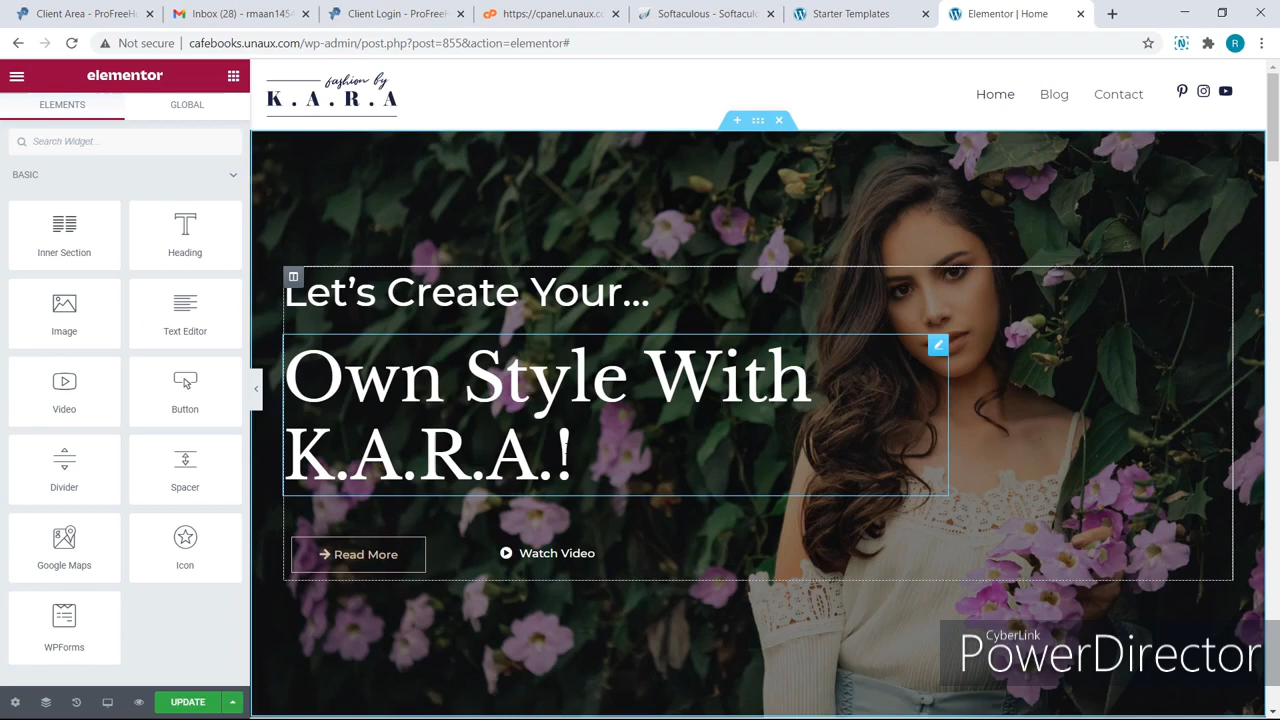 Client Area - ProFreeHo
Inbox (28) - rmaan1454
Client Login - ProFreeH
https://cpanel.unaux.co
Softaculous - Softacul
Starter Templates
Elementor | Home
Not secure
cafebooks.unaux.com/wp-admin/post.php?post=855&action=elementor#
R
elementor
ELEMENTS
GLOBAL
Search Widget...
BASIC
Inner Section
Heading
Image
Text Editor
Video
Button
Divider
Spacer
Google Maps
Icon
WPForms
UPDATE
fashion by
K.A.R.A
Home
Blog
Contact
Let's Create Your...
Own Style With
K.A.R.A.!
Read More
Watch Video
CyberLink
PowerDirector